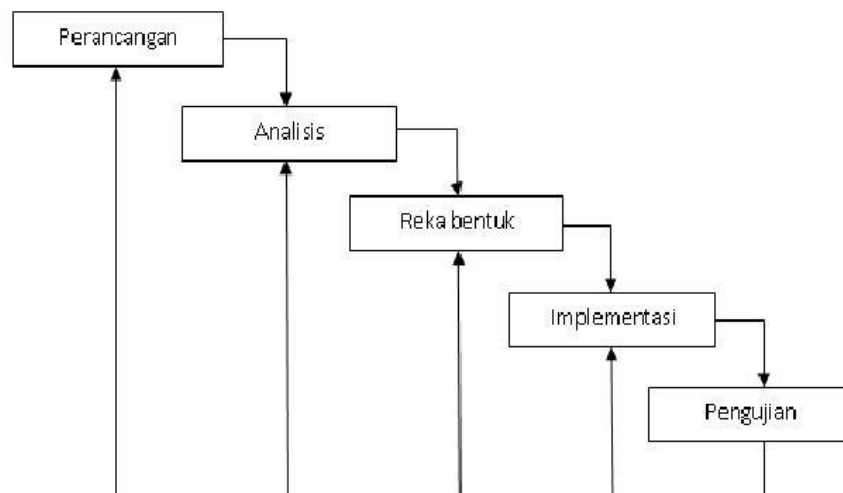 Perancangan
Analisis
Reka bentuk
Implementasi
Pengujian